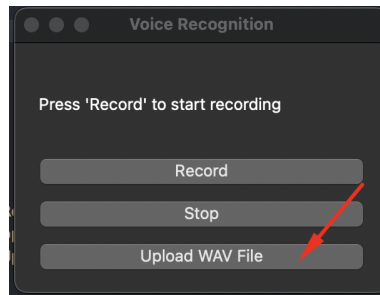 Voice Recognition
Press 'Record' to start recording
Record
Stop
Upload WAV File